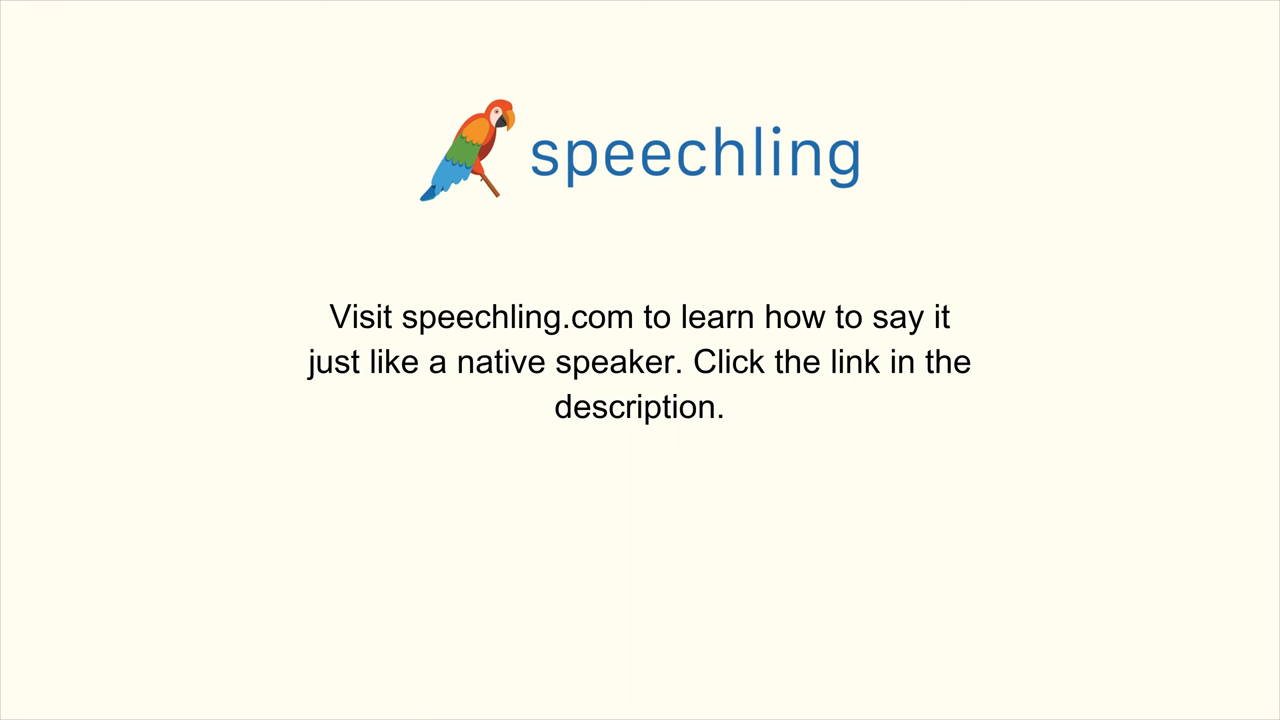 speechling
Visit speechling.com to learn how to say it
just like a native speaker. Click the link in the
description.